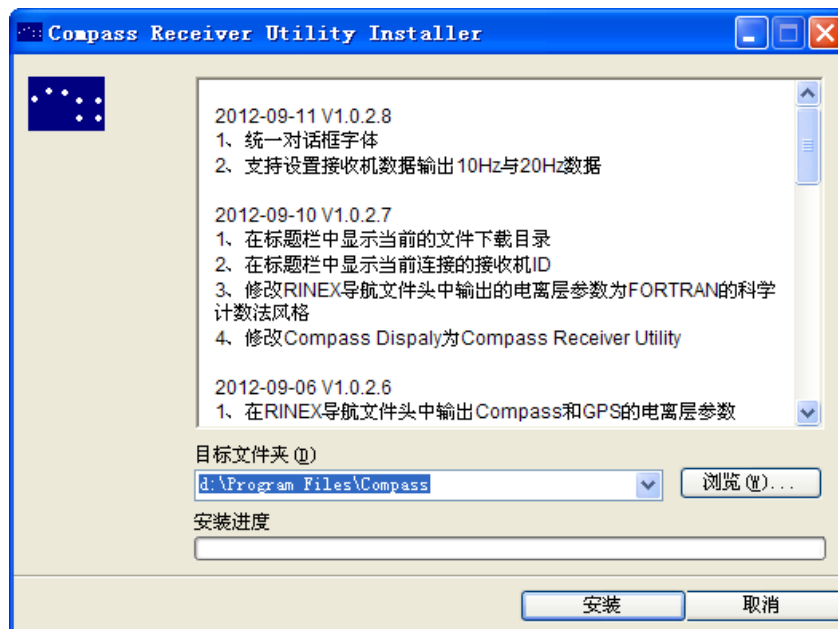 Compass Receiver Utility Installer
2012-09-11 V1.0.2.8
1、统一对话框字体
2、支持设置接收机数据输出10Hz与20Hz数据
2012-09-10 V1.0.2.7
1、在标题栏中显示当前的文件下载目录
2、在标题栏中显示当前连接的接收机ID
3、修改RINEX导航文件头中输出的电离层参数为FORTRAN的科学
计数法风格
4、修改Compass Dispaly为Compass Receiver Utility
2012-09-06 V1.0.2.6
1、在RINEX导航文件头中输出Compass和GPS的电离层参数
目标文件夹(D)
d:\Program Files\Compass
浏览(W)...
安装进度
安装
取消